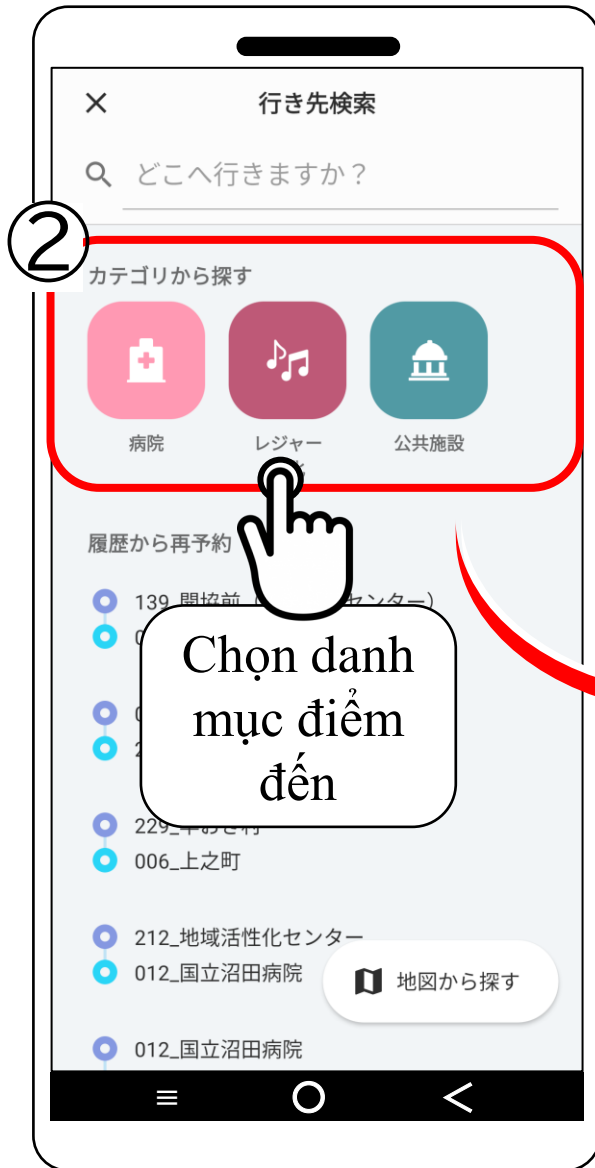 行き先検索
どこへ行きますか？
②
カテゴリから探す
病院
レジャー
公共施設
履歴から再予約
139_開協前
センター）
Chọn danh
mục điểm
đến
229_
006_上之町
212_地域活性化センター
012_国立沼田病院
地図から探す
012_国立沼田病院